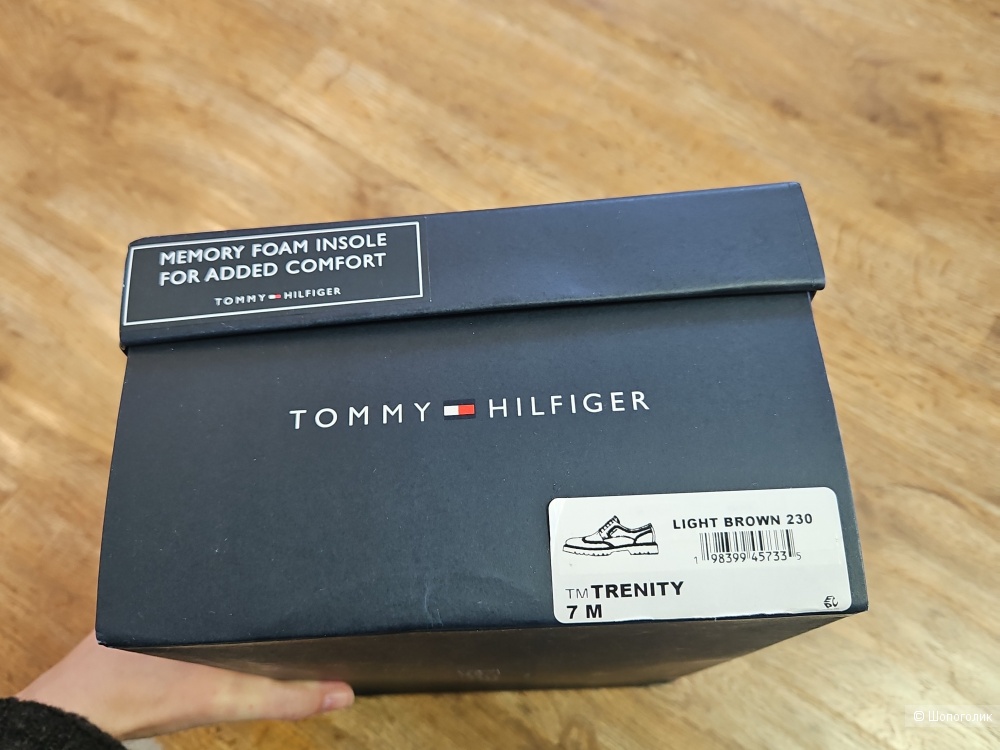 MEMORY FOAM INSOLE
FOR ADDED COMFORT
TOMMY HILFIGER
TOMMY HILFIGER
LIGHT BROWN 230
1 98399 45733 5
TM TRENITY
7 M
© Шопоголик